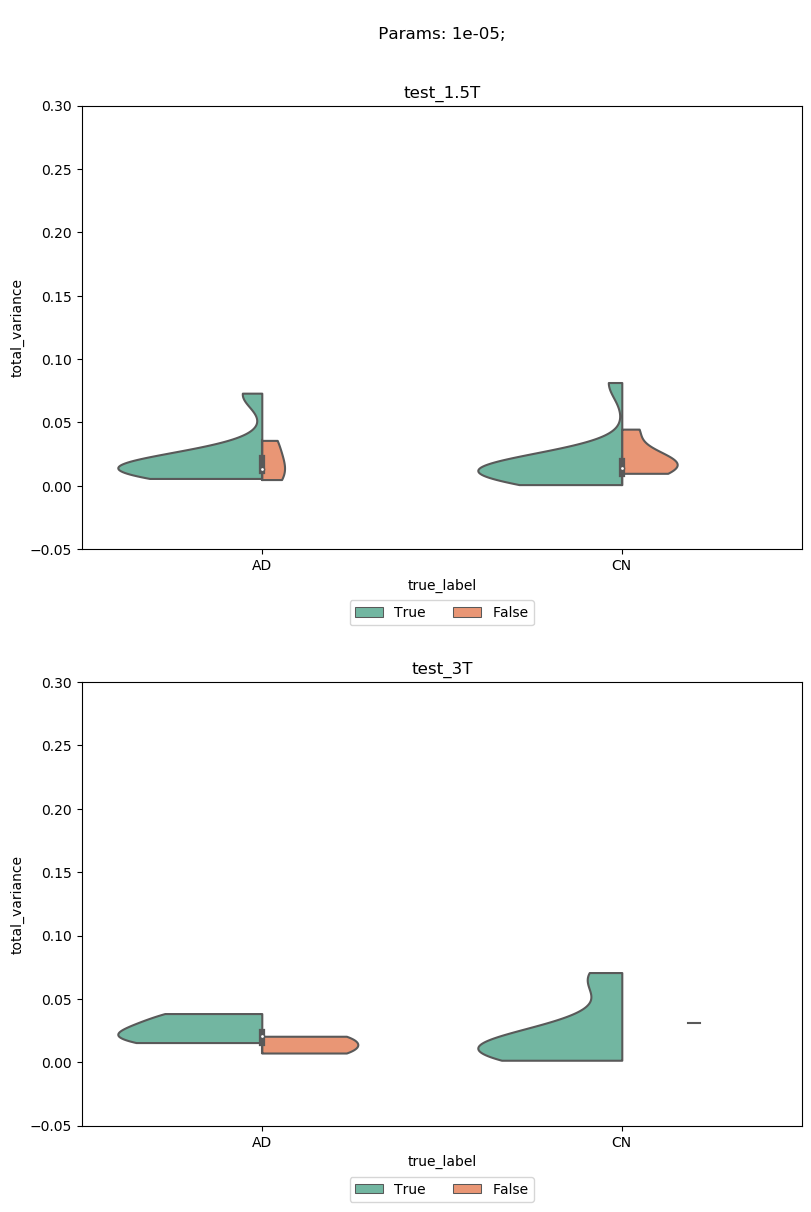 Params: 1e-05;
test_1.5T
0.30
0.25
0.20
0.15
0.10
0.05
0.00
−0.05
total_variance
AD CN
true_label
True False
test_3T
0.30
0.25
0.20
0.15
0.10
0.05
0.00
−0.05
total_variance
AD CN
true_label
True False